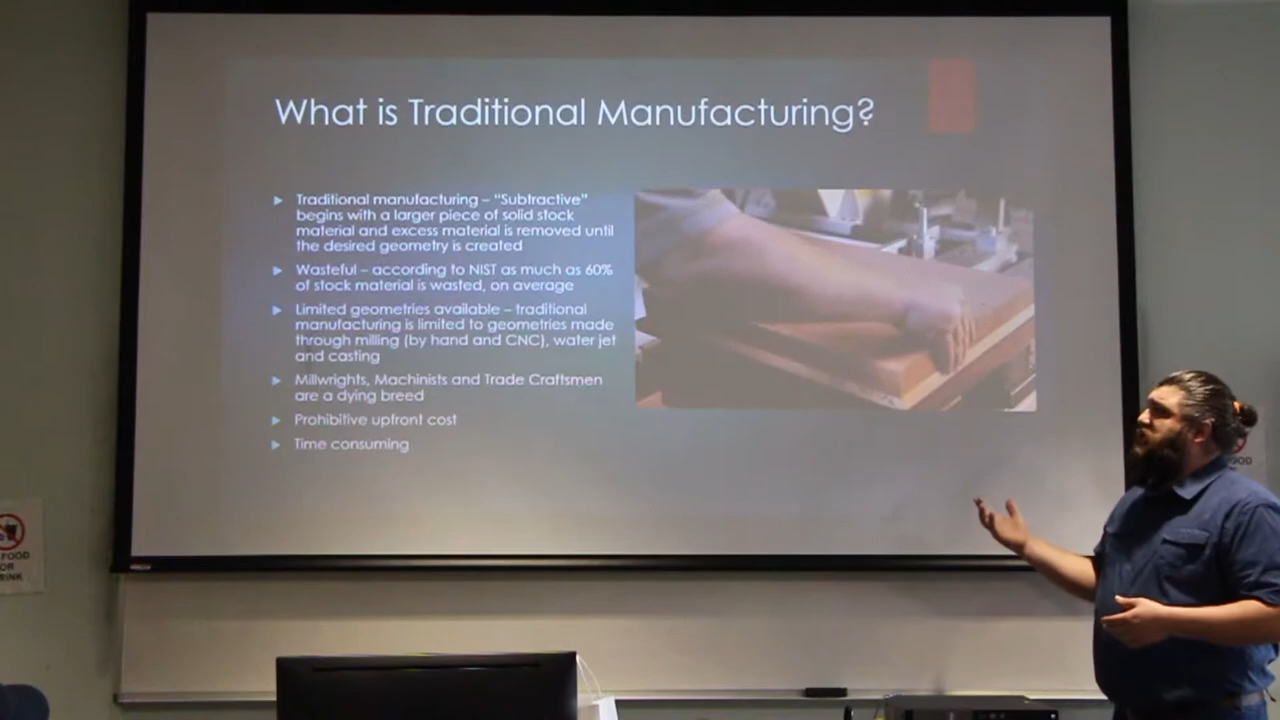 What is Traditional Manufacturing?
Traditional manufacturing – “Subtractive”
begins with a larger piece of solid stock
material and excess material is removed until
the desired geometry is created
Wasteful – according to NIST as much as 60%
of stock material is wasted, on average
Limited geometries available – traditional
manufacturing is limited to geometries made
through milling (by hand and CNC), water jet
and casting
Millwrights, Machinists and Trade Craftsmen
are a dying breed
Prohibitive upfront cost
Time consuming
FOOD
OR
RINK
OOD